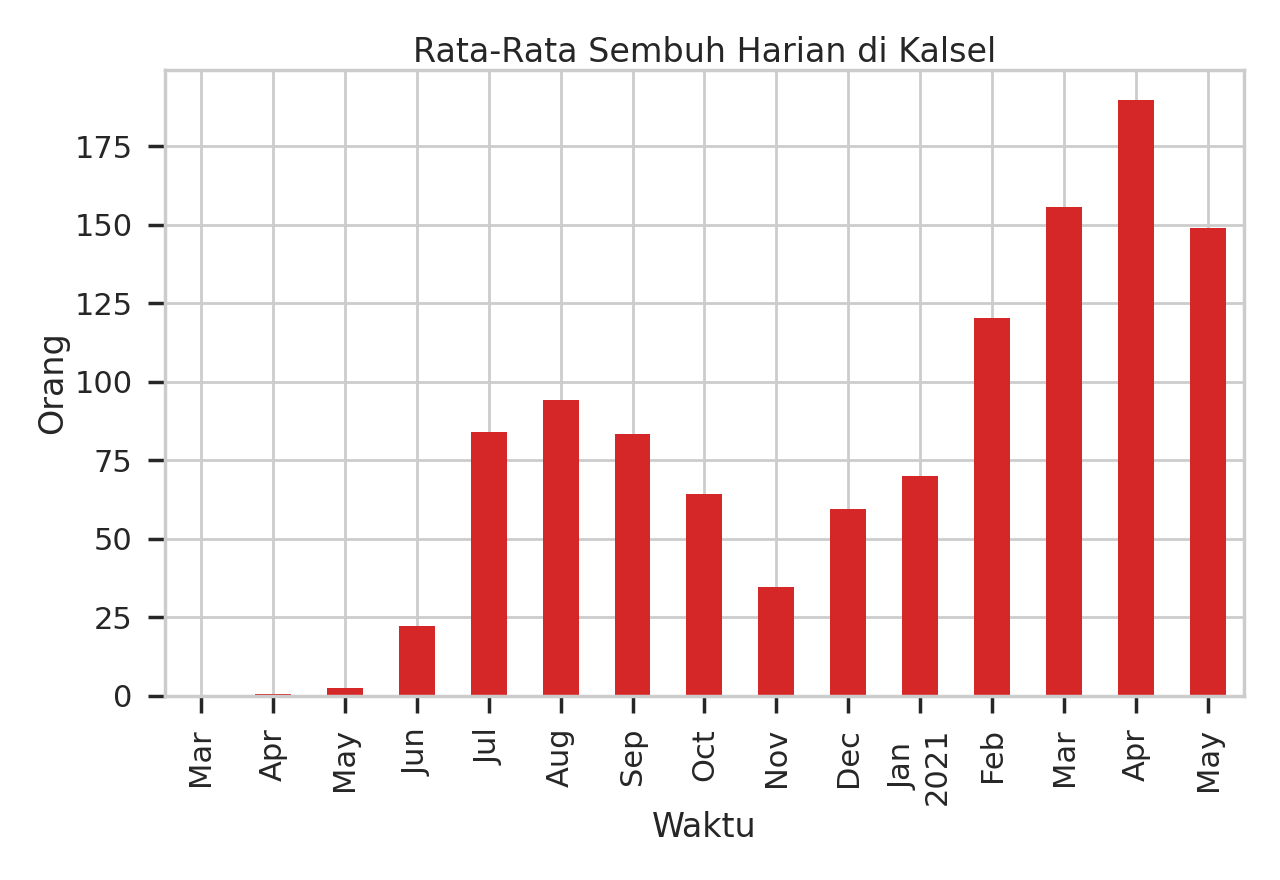 Rata-Rata Sembuh Harian di Kalsel
Orang
175
150
125
100
75
50
25
0
Mar
Apr
May
Jun
Jul
Aug
Sep
Oct
Nov
Dec
Jan
2021
Feb
Mar
Apr
May
Waktu